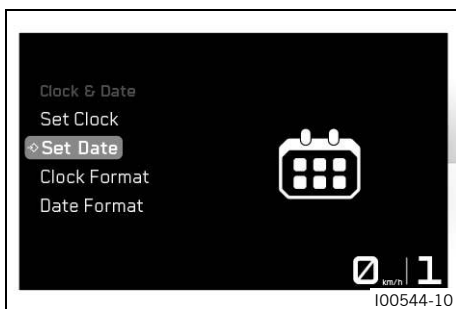 Clock & Date
Set Clock
Set Date
Clock Format
Date Format
0 km/h 1
I00544-10